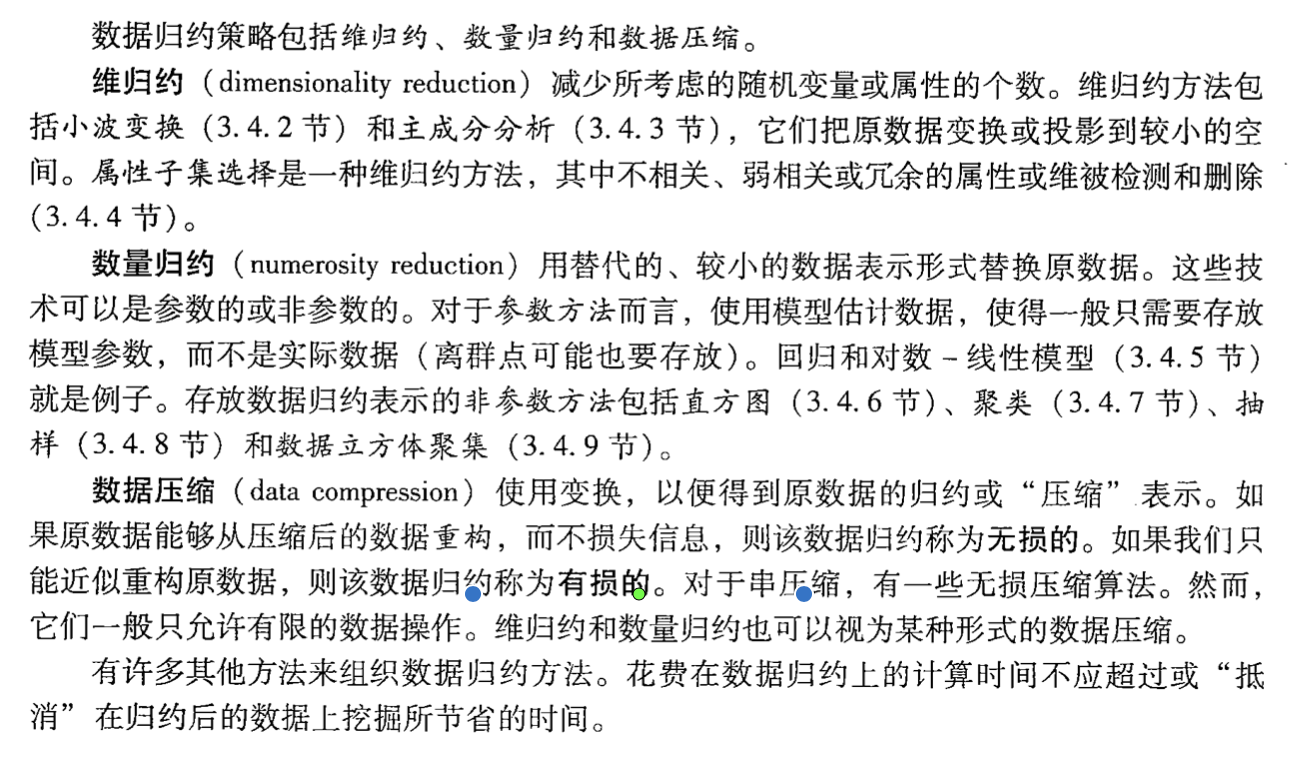 数据归约策略包括维归约、数量归约和数据压缩。
维归约（dimensionality reduction）减少所考虑的随机变量或属性的个数。维归约方法包
括小波变换（3.4.2 节）和主成分分析（3.4.3 节），它们把原数据变换或投影到较小的空
间。属性子集选择是一种维归约方法，其中不相关、弱相关或冗余的属性或维被检测和删除
（3.4.4 节）。
数量归约（numerosity reduction）用替代的、较小的数据表示形式替换原数据。这些技
术可以是参数的或非参数的。对于参数方法而言，使用模型估计数据，使得一般只需要存放
模型参数，而不是实际数据（离群点可能也要存放）。回归和对数－线性模型（3.4.5 节）
就是例子。存放数据归约表示的非参数方法包括直方图（3.4.6 节）、聚类（3.4.7 节）、抽
样（3.4.8 节）和数据立方体聚集（3.4.9 节）。
数据压缩（data compression）使用变换，以便得到原数据的归约或“压缩”表示。如
果原数据能够从压缩后的数据重构，而不损失信息，则该数据归约称为无损的。如果我们只
能近似重构原数据，则该数据归约称为有损的。对于串压缩，有一些无损压缩算法。然而，
它们一般只允许有限的数据操作。维归约和数量归约也可以视为某种形式的数据压缩。
有许多其他方法来组织数据归约方法。花费在数据归约上的计算时间不应超过或“抵
消”在归约后的数据上挖掘所节省的时间。